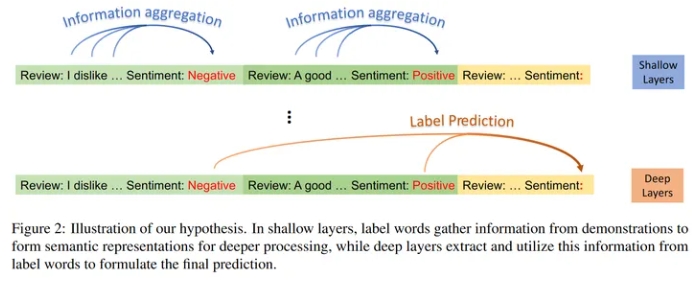 Information aggregation Information aggregation
Review: I dislike ... Sentiment: Negative Review: A good ... Sentiment: Positive Review: ... Sentiment:
Shallow
Layers
⋮
Label Prediction
Review: I dislike ... Sentiment: Negative Review: A good ... Sentiment: Positive Review: ... Sentiment:
Deep
Layers
Figure 2: Illustration of our hypothesis. In shallow layers, label words gather information from demonstrations to
form semantic representations for deeper processing, while deep layers extract and utilize this information from
label words to formulate the final prediction.